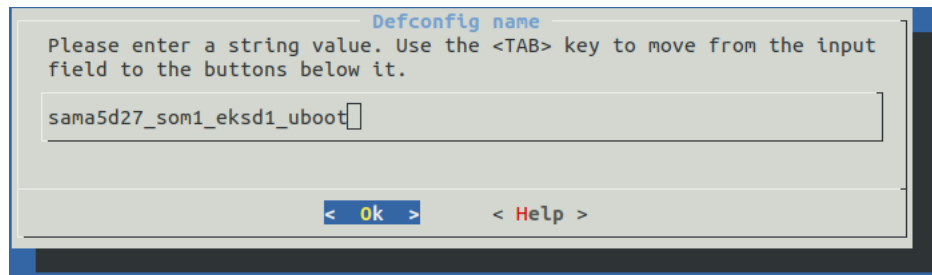 Defconfig name
Please enter a string value. Use the <TAB> key to move from the input
field to the buttons below it.
sama5d27_som1_eksd1_uboot
< Ok > < Help >